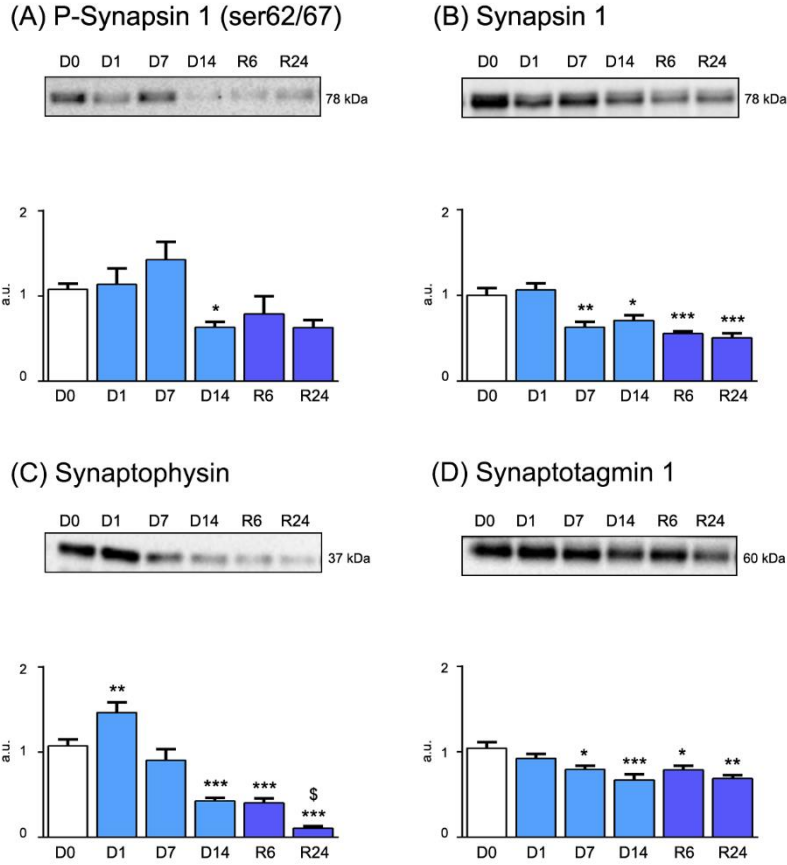 (A) P-Synapsin 1 (ser62/67)
D0 D1 D7 D14 R6 R24
78 kDa
2
1
0
a.u.
*
D0 D1 D7 D14 R6 R24
(B) Synapsin 1
D0 D1 D7 D14 R6 R24
78 kDa
2
1
0
a.u.
** * *** ***
D0 D1 D7 D14 R6 R24
(C) Synaptophysin
D0 D1 D7 D14 R6 R24
37 kDa
2
1
0
a.u.
**
$
*** *** ***
D0 D1 D7 D14 R6 R24
(D) Synaptotagmin 1
D0 D1 D7 D14 R6 R24
60 kDa
2
1
0
a.u.
* *** * **
D0 D1 D7 D14 R6 R24